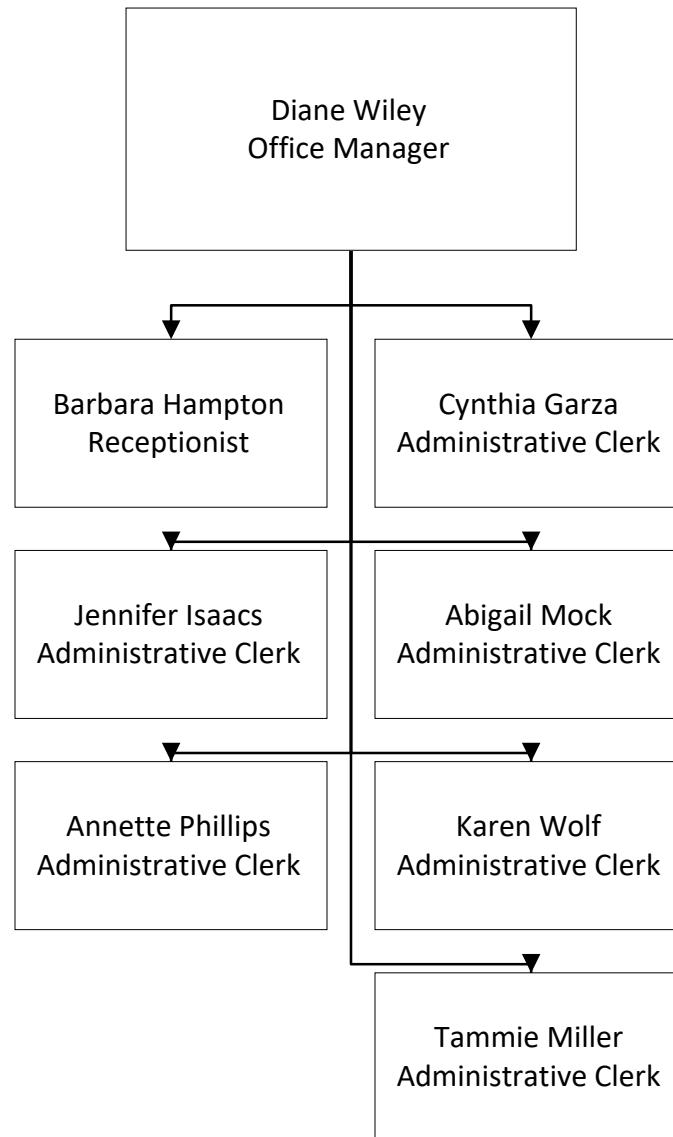 Diane Wiley
Office Manager
Barbara Hampton
Receptionist
Cynthia Garza
Administrative Clerk
Jennifer Isaacs
Administrative Clerk
Abigail Mock
Administrative Clerk
Annette Phillips
Administrative Clerk
Karen Wolf
Administrative Clerk
Tammie Miller
Administrative Clerk